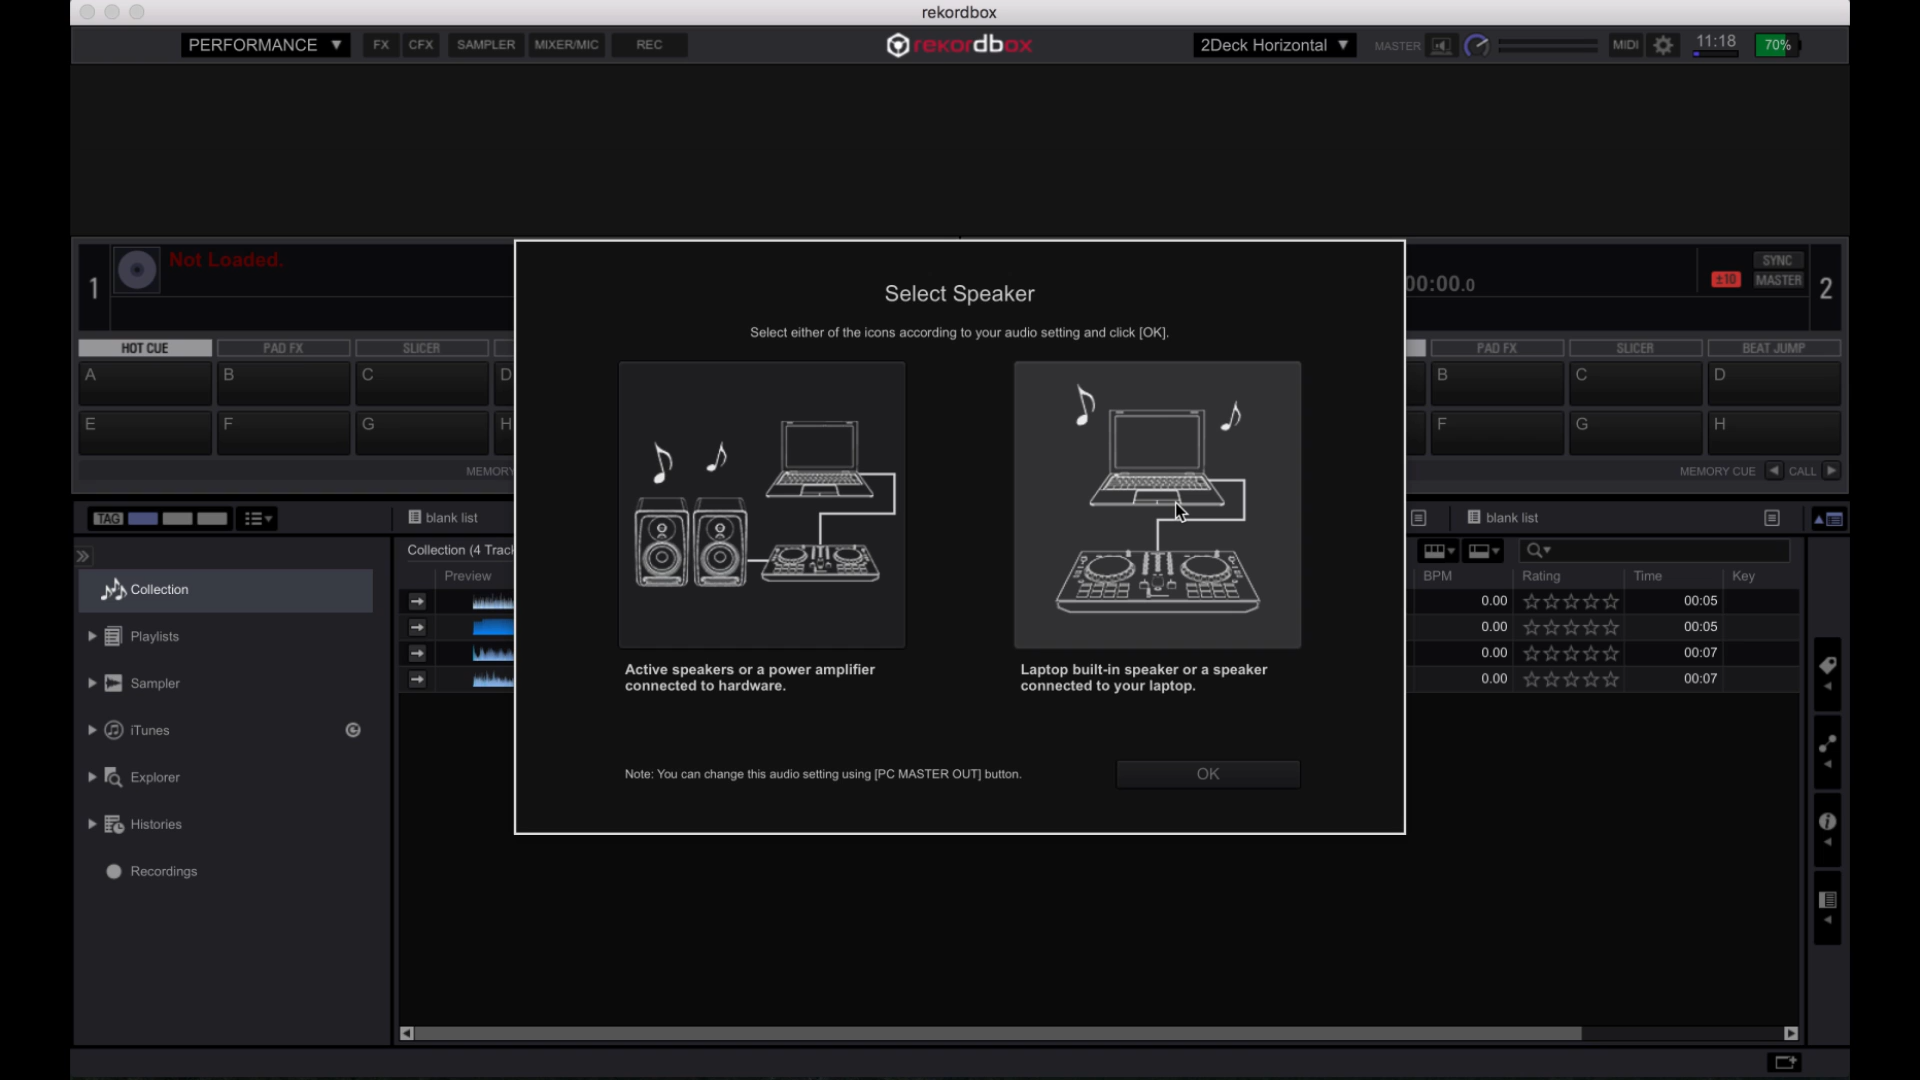 rekordbox
PERFORMANCE ▼ FX CFX SAMPLER MIXER/MIC REC rekordbox 2Deck Horizontal ▼ MASTER MIDI 11:18 70%
1 Not Loaded.
00:00.0 ±10 SYNC MASTER 2
HOT CUE PAD FX SLICER
A B C D
E F G H
MEMORY
PAD FX SLICER BEAT JUMP
B C D
F G H
MEMORY CUE CALL
Select Speaker
Select either of the icons according to your audio setting and click [OK].
Active speakers or a power amplifier
connected to hardware.
Laptop built-in speaker or a speaker
connected to your laptop.
Note: You can change this audio setting using [PC MASTER OUT] button.
OK
TAG
blank list
blank list
Collection
Playlists
Sampler
iTunes
Explorer
Histories
Recordings
Collection (4 Track
Preview
BPM Rating Time Key
0.00 00:05
0.00 00:05
0.00 00:07
0.00 00:07